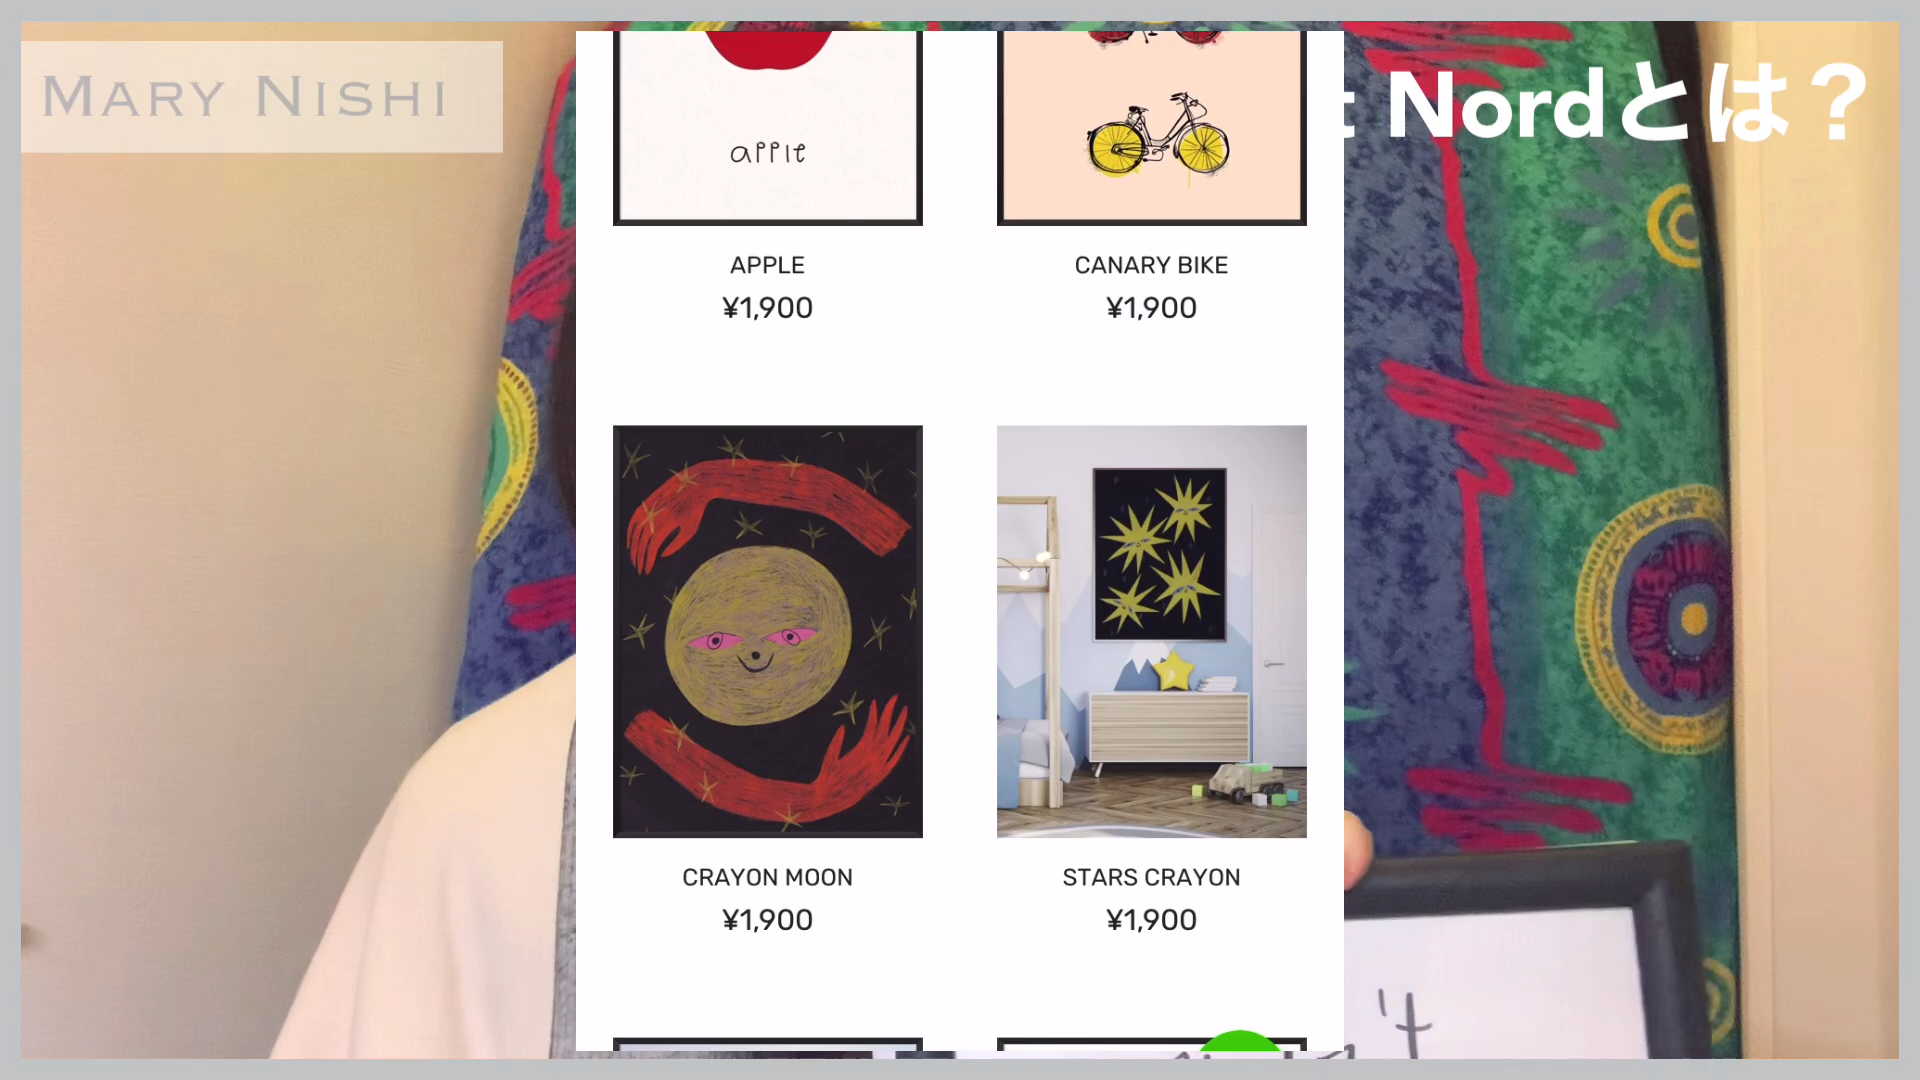 MARY NISHI
t Nordとは？
apple
APPLE
CANARY BIKE
¥1,900
¥1,900
CRAYON MOON
STARS CRAYON
¥1,900
¥1,900